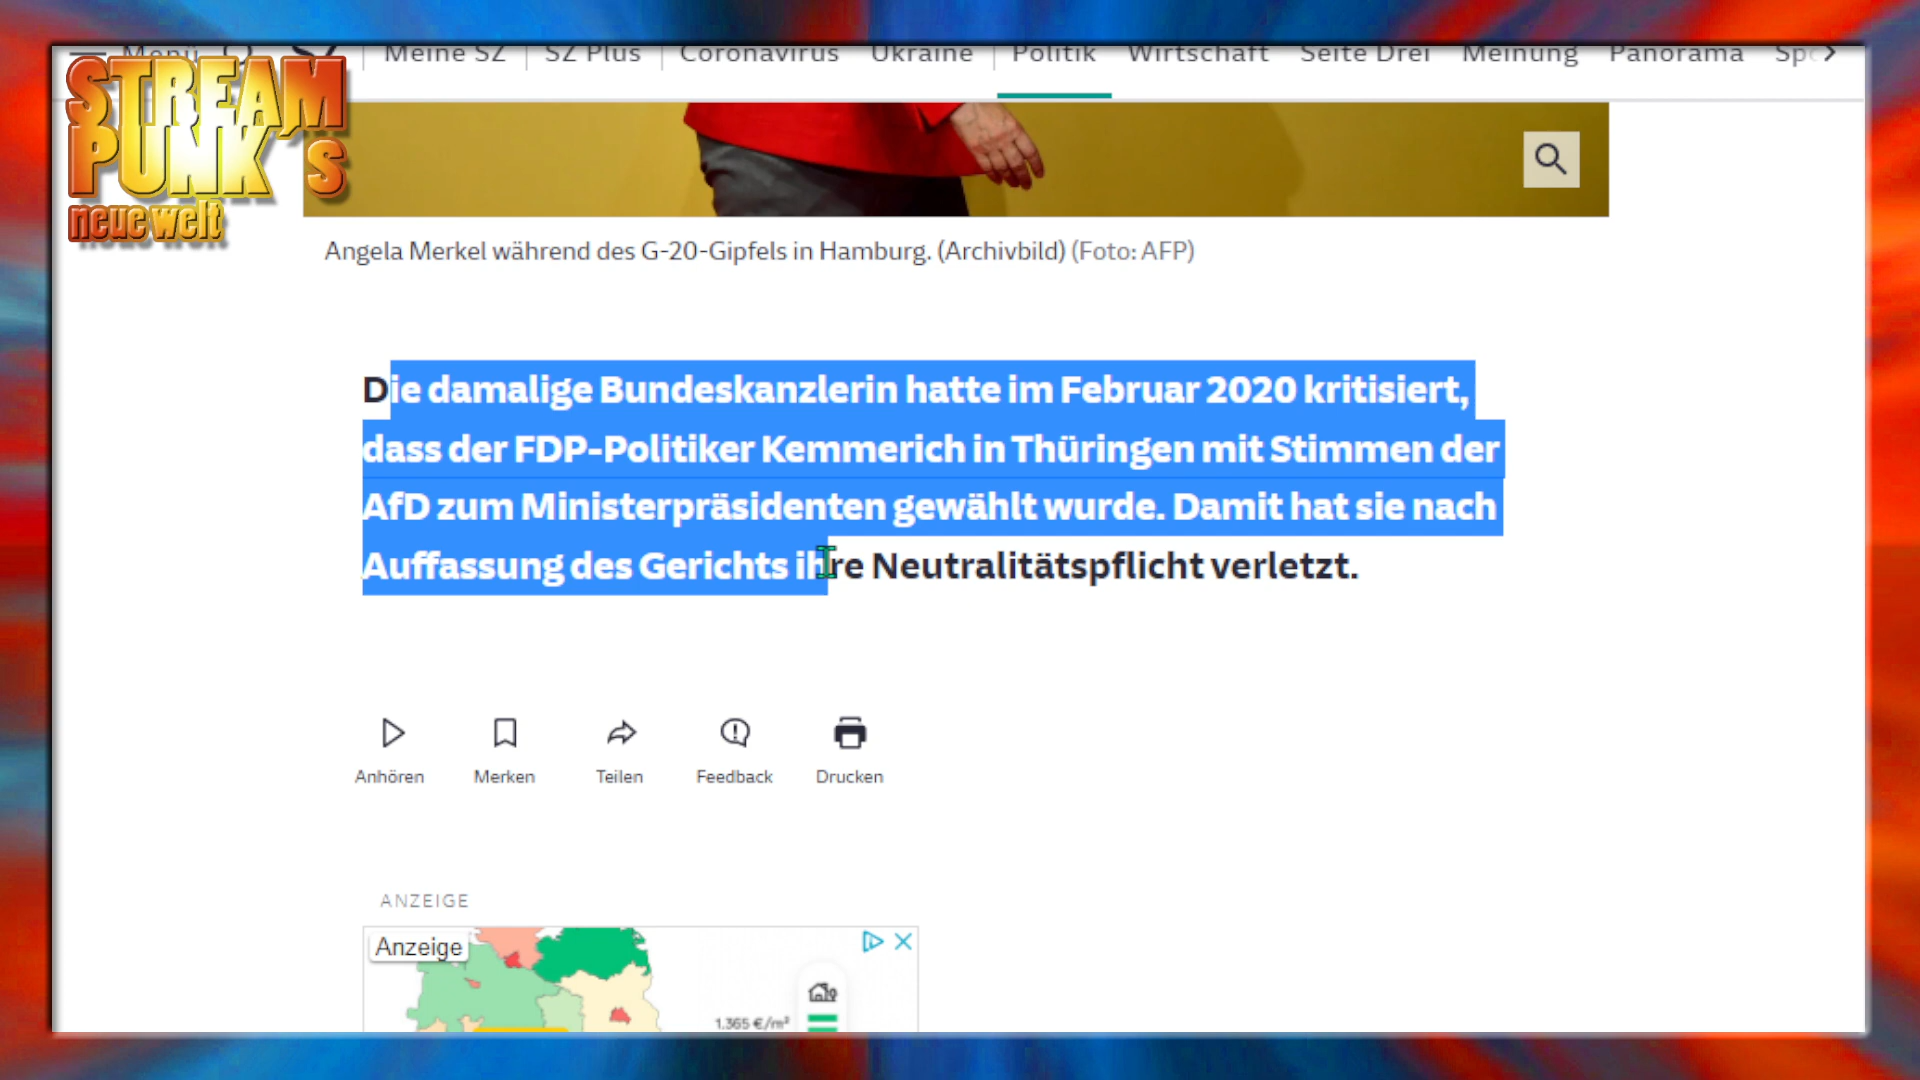 Menü
SZ
Meine SZ
SZ Plus
Coronavirus
Ukraine
Politik
Wirtschaft
Seite Drei
Meinung
Panorama
STREAM
PUNK´s
neue welt
Angela Merkel während des G-20-Gipfels in Hamburg. (Archivbild) (Foto: AFP)
Die damalige Bundeskanzlerin hatte im Februar 2020 kritisiert,
dass der FDP-Politiker Kemmerich in Thüringen mit Stimmen der
AfD zum Ministerpräsidenten gewählt wurde. Damit hat sie nach
Auffassung des Gerichts ihre Neutralitätspflicht verletzt.
Anhören
Merken
Teilen
Feedback
Drucken
ANZEIGE
Anzeige
1.365 €/m²